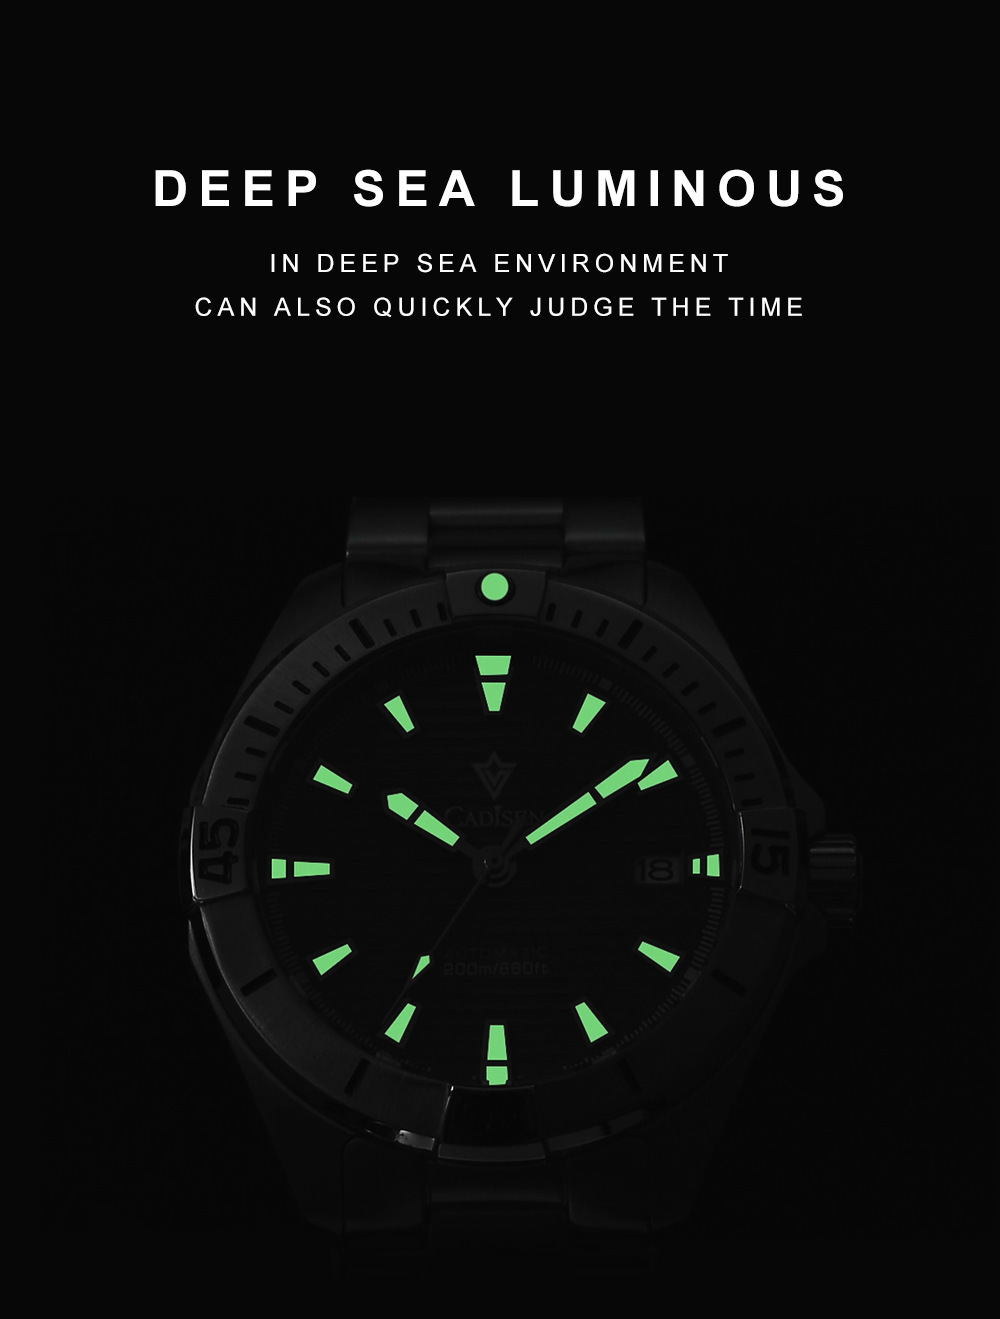 DEEP SEA LUMINOUS
IN DEEP SEA ENVIRONMENT
CAN ALSO QUICKLY JUDGE THE TIME
CADISEN
45
15
18
AUTOMATIC
200m/660ft